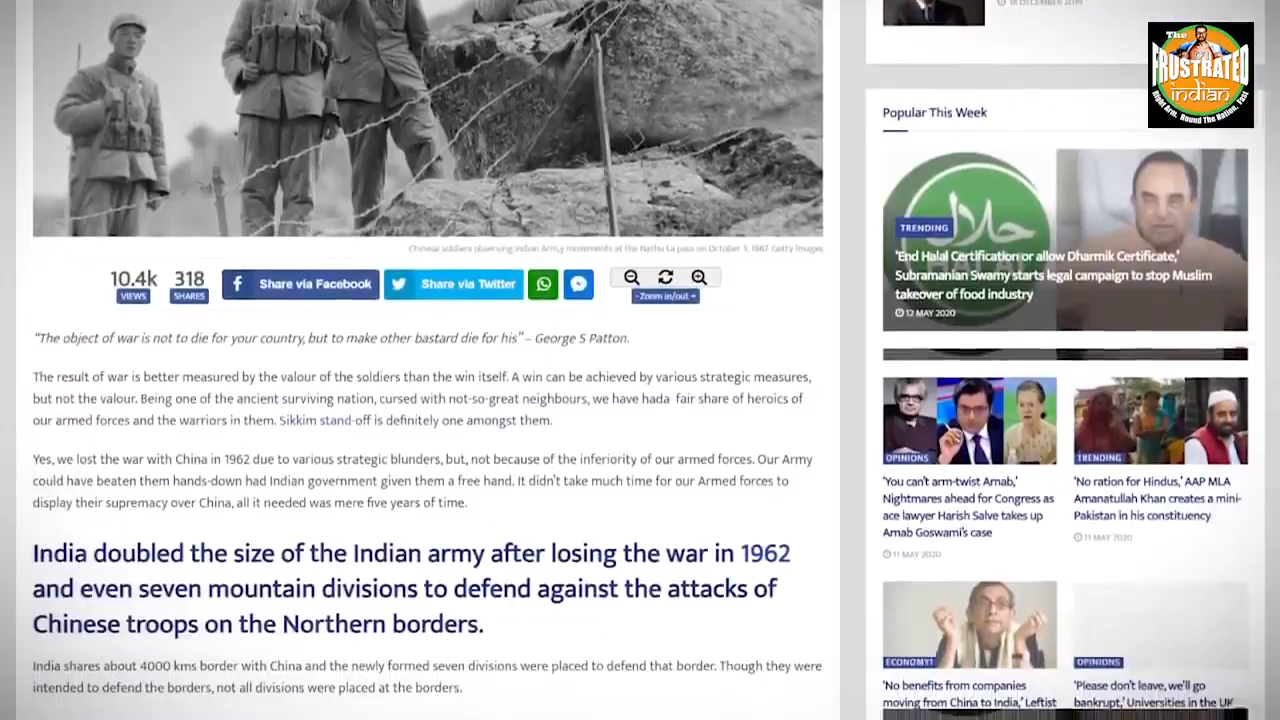 18 DECEMBER 2019
The
FRUSTRATED
indian
Right Arm. Round The Nation. Fast
Chinese soldiers observing Indian Army movements at the Nathu La pass on October 3, 1967. Getty Images
10.4k
VIEWS
318
SHARES
Share via Facebook
Share via Twitter
-Zoom in/out+
“The object of war is not to die for your country, but to make other bastard die for his” – George S Patton.
The result of war is better measured by the valour of the soldiers than the win itself. A win can be achieved by various strategic measures,
but not the valour. Being one of the ancient surviving nation, cursed with not-so-great neighbours, we have hada fair share of heroics of
our armed forces and the warriors in them. Sikkim stand-off is definitely one amongst them.
Yes, we lost the war with China in 1962 due to various strategic blunders, but, not because of the inferiority of our armed forces. Our Army
could have beaten them hands-down had Indian government given them a free hand. It didn’t take much time for our Armed forces to
display their supremacy over China, all it needed was mere five years of time.
India doubled the size of the Indian army after losing the war in 1962
and even seven mountain divisions to defend against the attacks of
Chinese troops on the Northern borders.
India shares about 4000 kms border with China and the newly formed seven divisions were placed to defend that border. Though they were
intended to defend the borders, not all divisions were placed at the borders.
Popular This Week
حلال
TRENDING
‘End Halal Certification or allow Dharmik Certificate,’
Subramanian Swamy starts legal campaign to stop Muslim
takeover of food industry
12 MAY 2020
OPINIONS
‘You can’t arm-twist Arnab,’
Nightmares ahead for Congress as
ace lawyer Harish Salve takes up
Arnab Goswami’s case
11 MAY 2020
TRENDING
‘No ration for Hindus,’ AAP MLA
Amanatullah Khan creates a mini-
Pakistan in his constituency
11 MAY 2020
ECONOMY1
‘No benefits from companies
moving from China to India,’ Leftist
OPINIONS
‘Please don’t leave, we’ll go
bankrupt,’ Universities in the UK